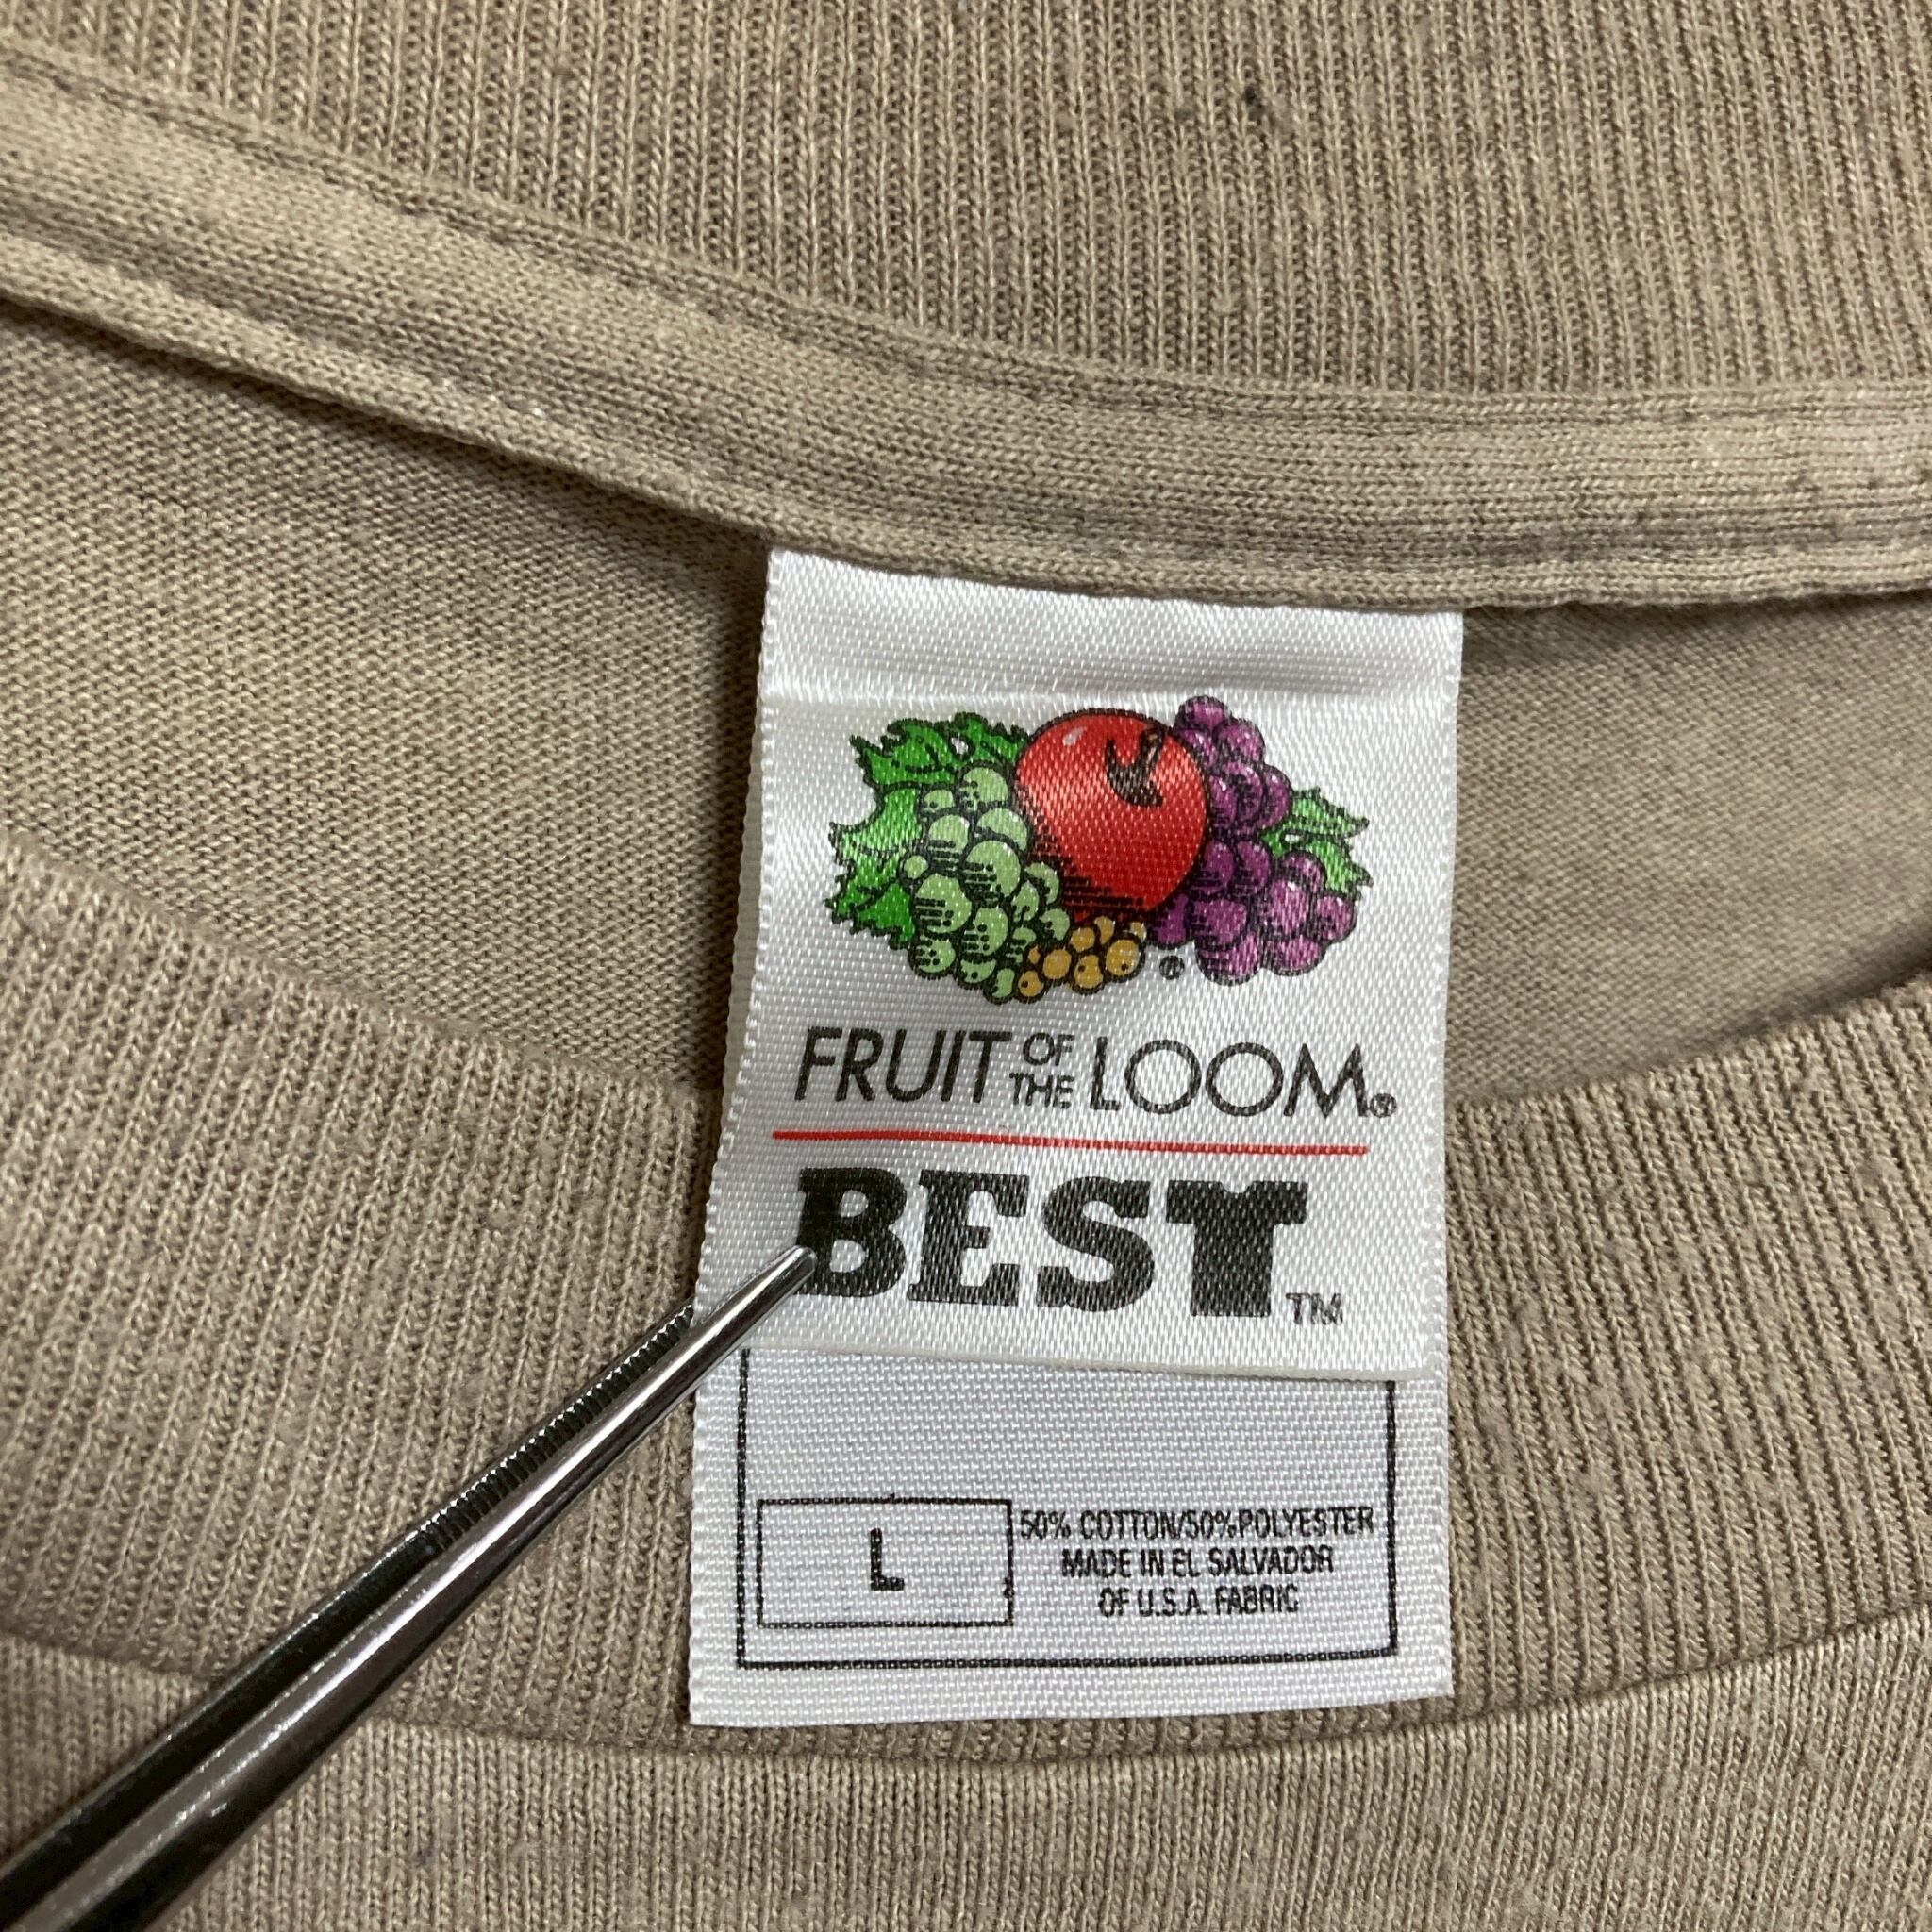 ®
FRUIT OF THE LOOM®
BEST™
L
50% COTTON/50%POLYESTER
MADE IN EL SALVADOR
OF U.S.A. FABRIC